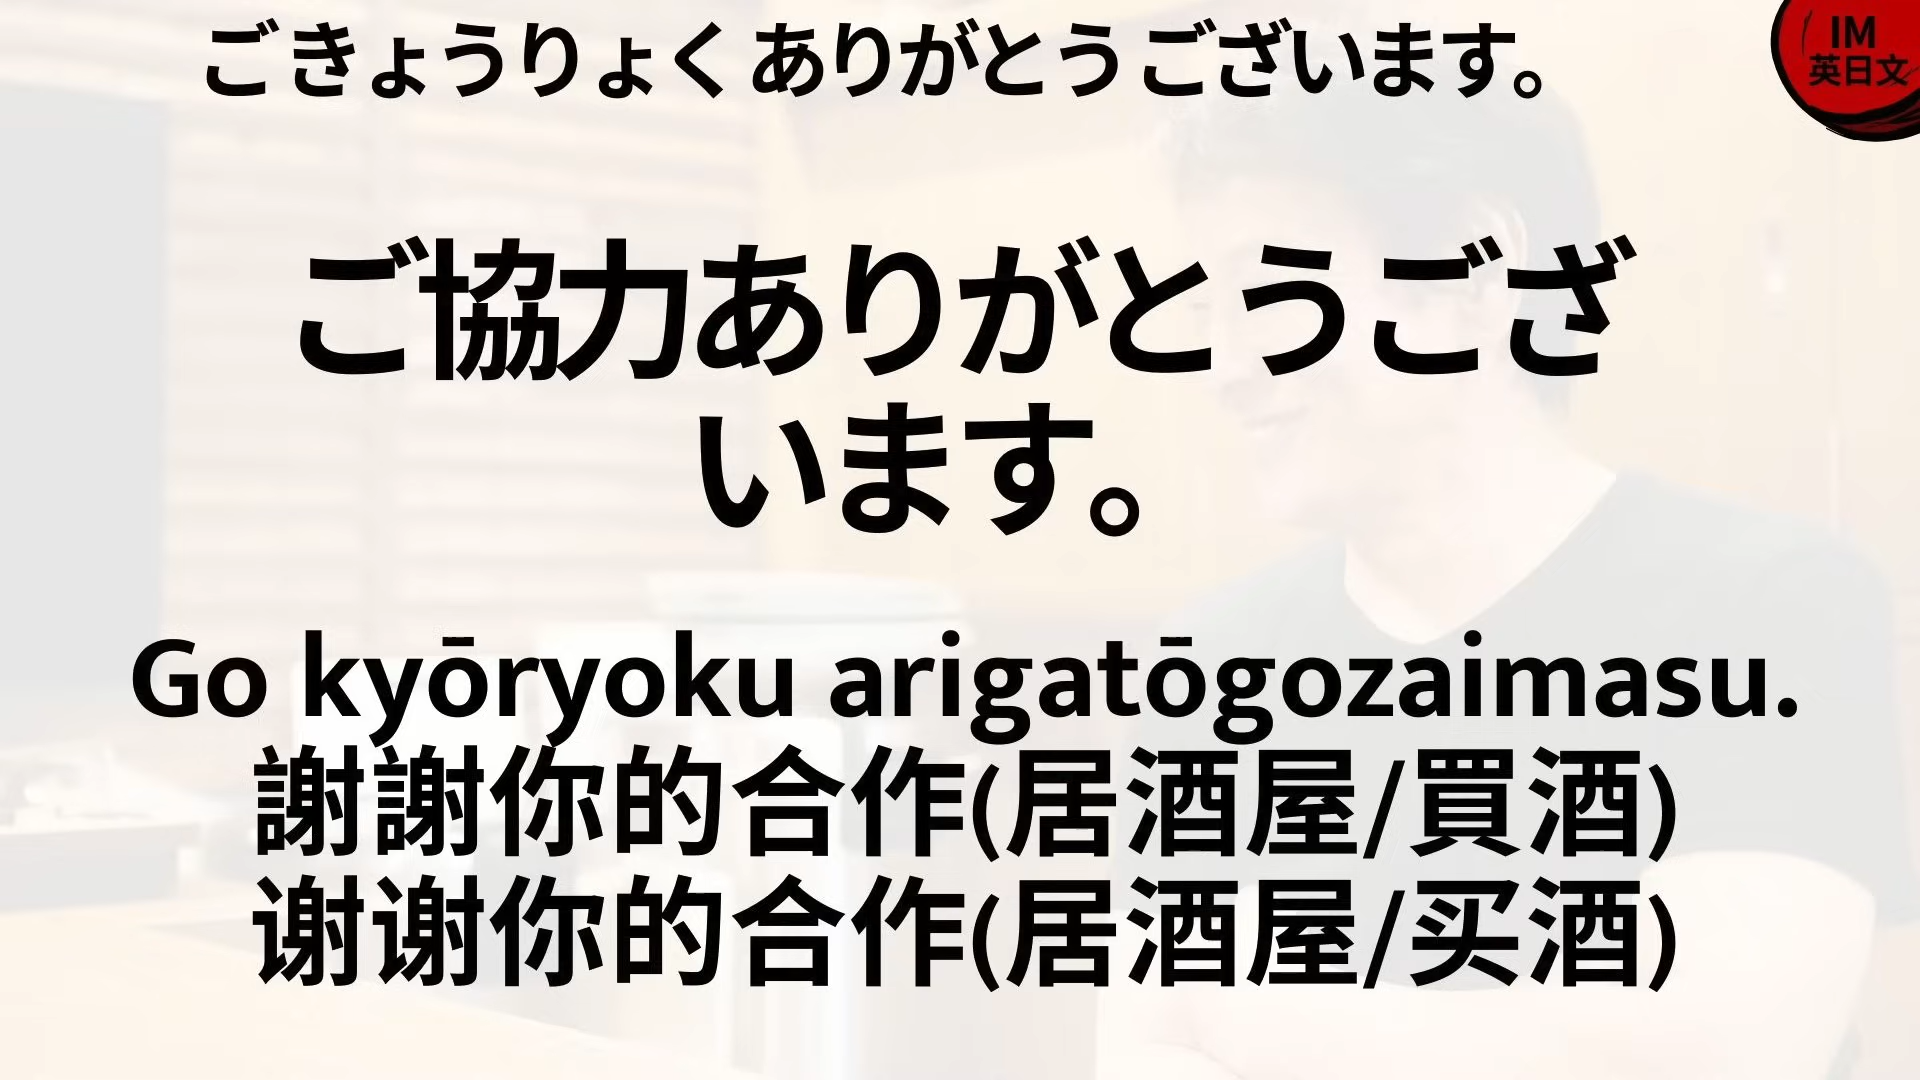 ごきょうりょくありがとうございます。
IM
英日文
ご協力ありがとうござ
います。
Go kyōryoku arigatōgozaimasu.
謝謝你的合作(居酒屋/買酒)
谢谢你的合作(居酒屋/买酒)